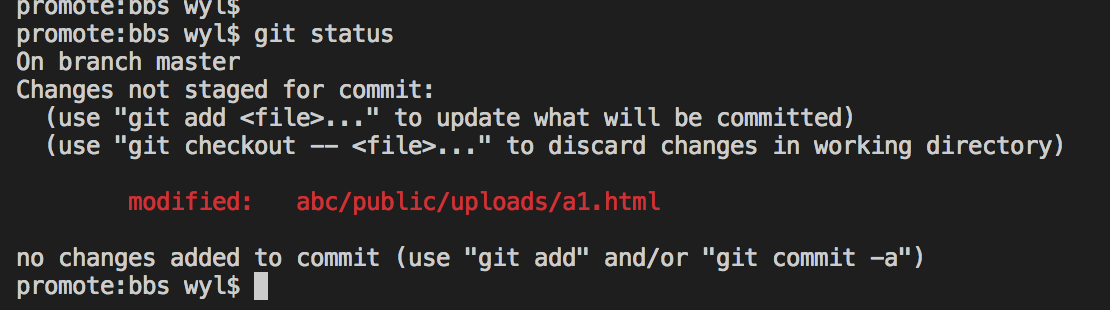 promote:bbs wyl$
promote:bbs wyl$ git status
On branch master
Changes not staged for commit:
  (use "git add <file>..." to update what will be committed)
  (use "git checkout -- <file>..." to discard changes in working directory)
        modified:   abc/public/uploads/a1.html
no changes added to commit (use "git add" and/or "git commit -a")
promote:bbs wyl$